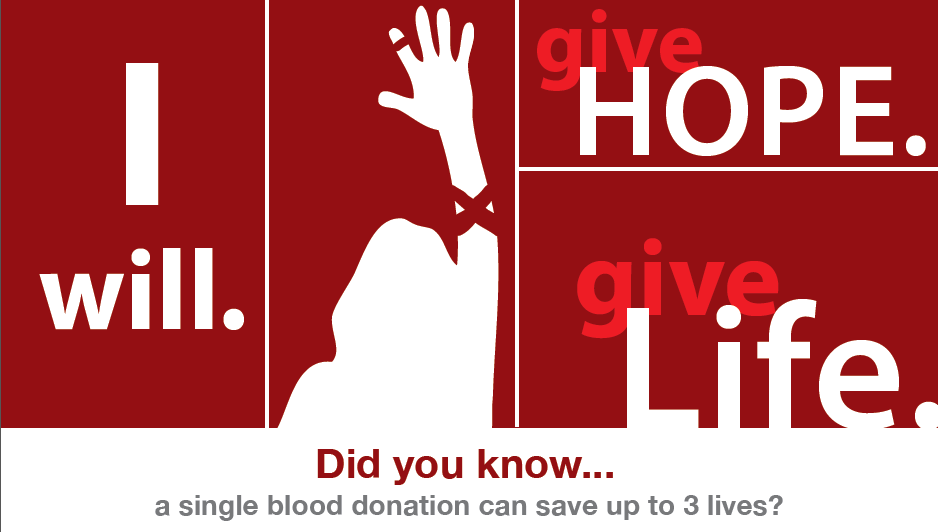 I
will.
give
HOPE.
give
Life.
Did you know...
a single blood donation can save up to 3 lives?